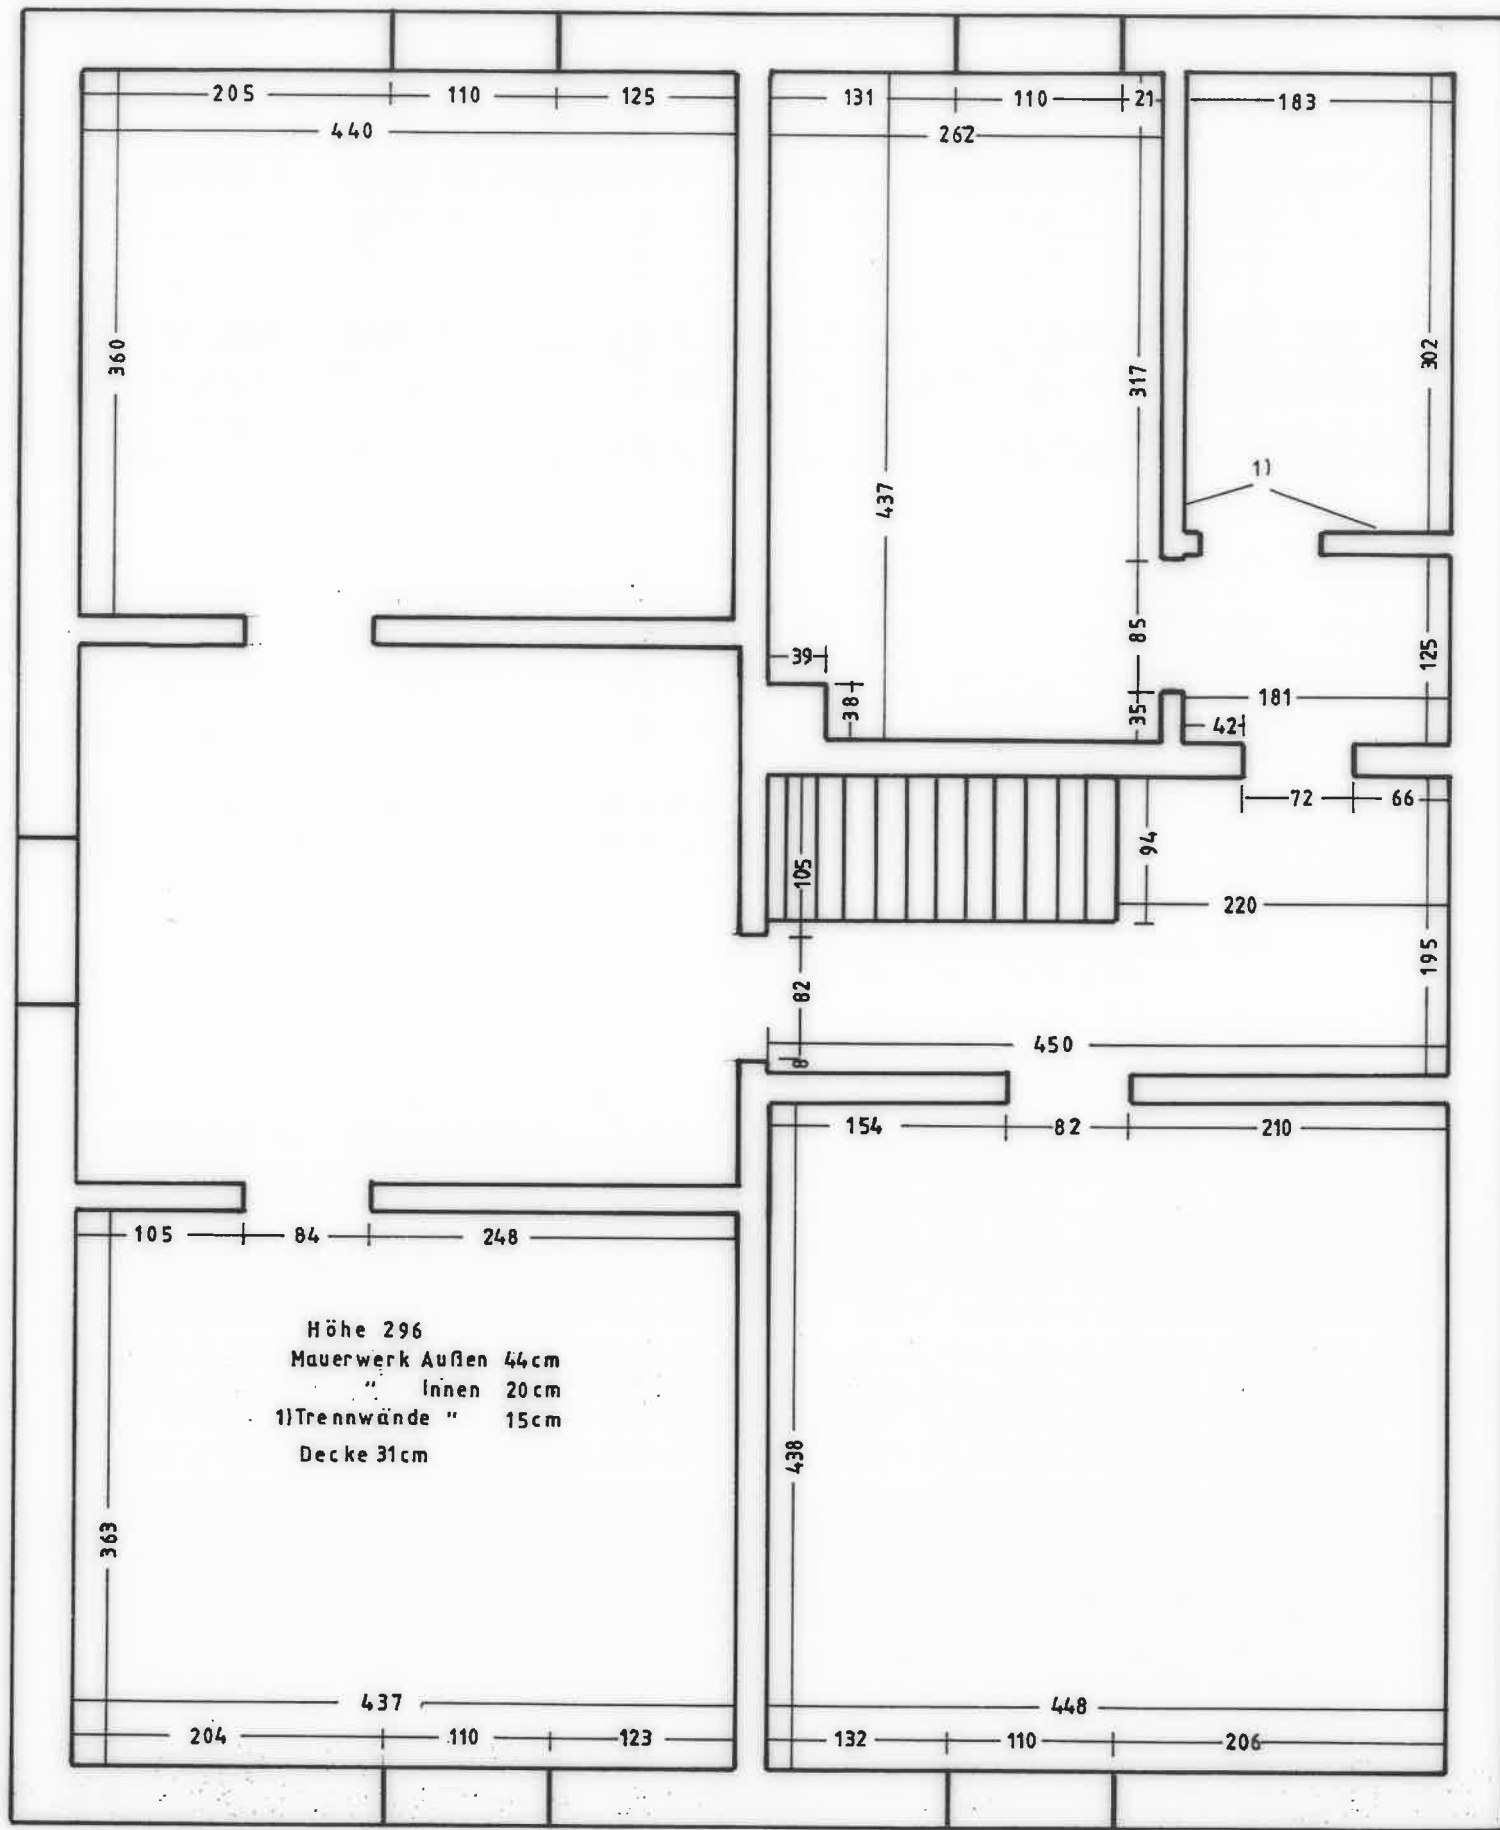 205 110 125 131 110 21 183
440 262
360
317
302
437
1)
39
38
85
35
125
181
42
72 66
105
94
220
82
195
450
8
154 82 210
105 84 248
Höhe 296
Mauerwerk Außen 44cm
" Innen 20cm
1) Trennwände " 15cm
Decke 31cm
438
363
437 448
204 110 123 132 110 206